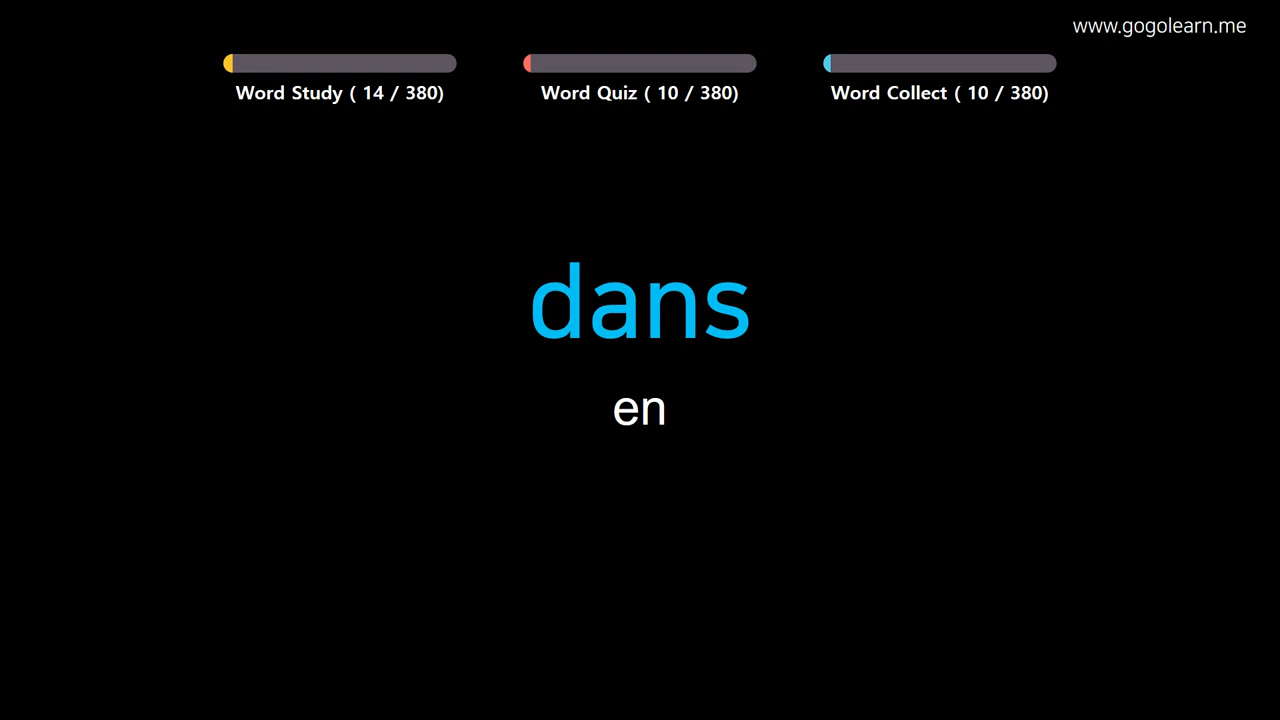 www.gogolearn.me
Word Study ( 14 / 380)
Word Quiz ( 10 / 380)
Word Collect ( 10 / 380)
dans
en